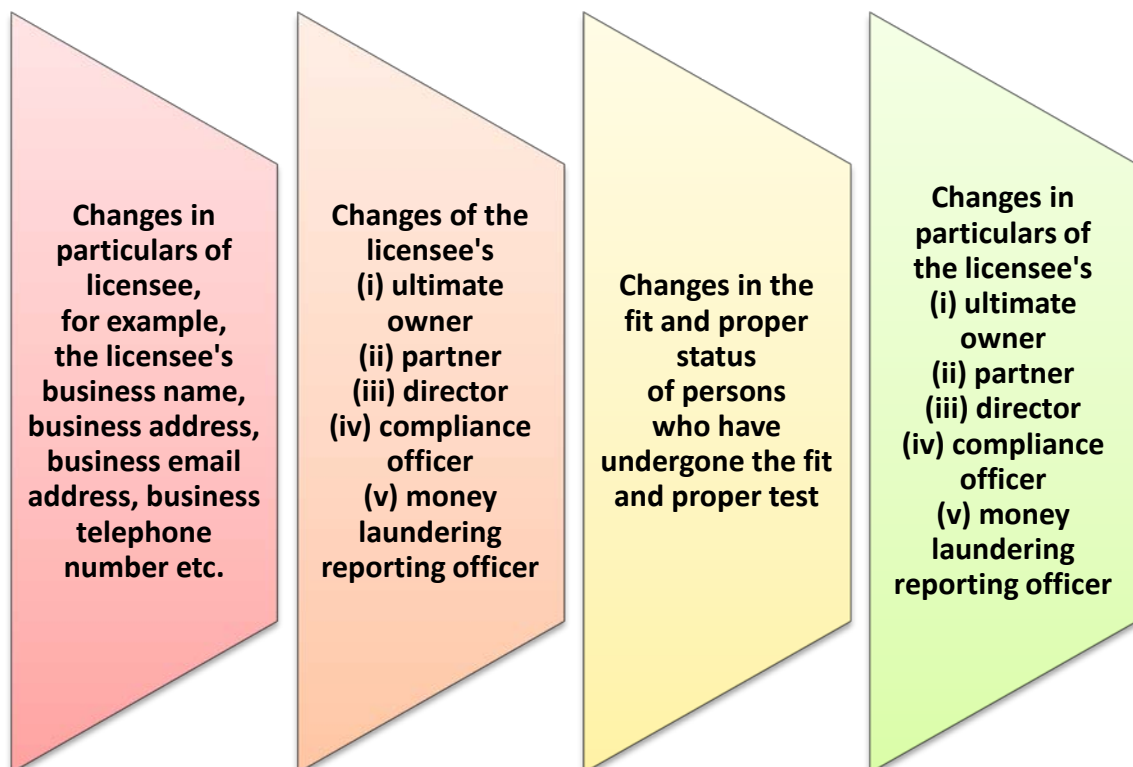 Changes in
particulars of
licensee,
for example,
the licensee's
business name,
business address,
business email
address, business
telephone
number etc.
Changes of the
licensee's
(i) ultimate
owner
(ii) partner
(iii) director
(iv) compliance
officer
(v) money
laundering
reporting officer
Changes in the
fit and proper
status
of persons
who have
undergone the fit
and proper test
Changes in
particulars of
the licensee's
(i) ultimate
owner
(ii) partner
(iii) director
(iv) compliance
officer
(v) money
laundering
reporting officer